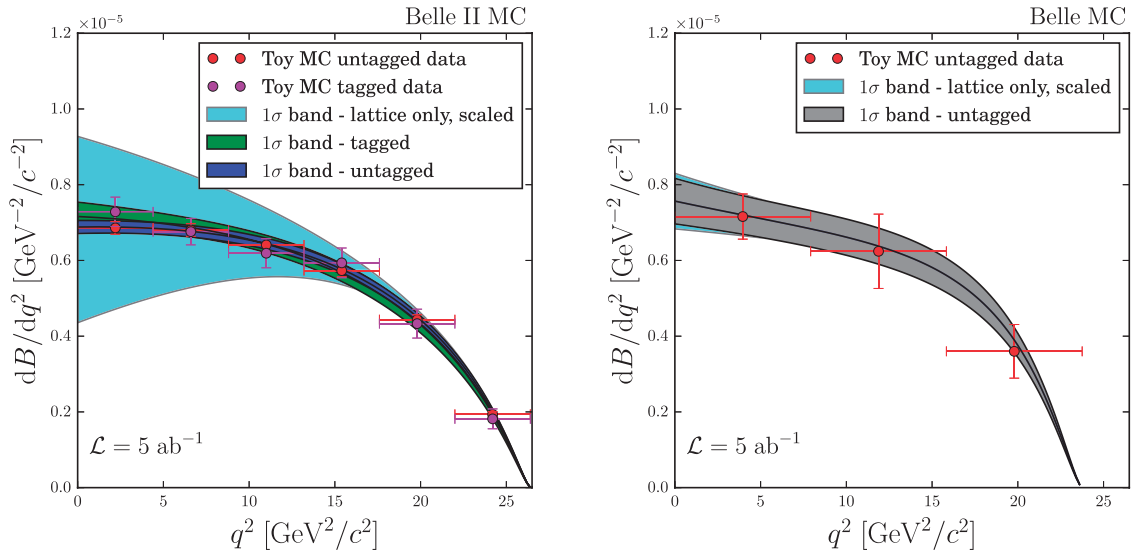 ×10⁻⁵
Belle II MC
1.2
1.0
0.8
0.6
0.4
0.2
0.0
dB/dq² [GeV⁻²/c⁻²]
Toy MC untagged data
Toy MC tagged data
1σ band - lattice only, scaled
1σ band - tagged
1σ band - untagged
ℒ = 5 ab⁻¹
0 5 10 15 20 25
q² [GeV²/c²]
×10⁻⁵
Belle MC
1.2
1.0
0.8
0.6
0.4
0.2
0.0
dB/dq² [GeV⁻²/c⁻²]
Toy MC untagged data
1σ band - lattice only, scaled
1σ band - untagged
ℒ = 5 ab⁻¹
0 5 10 15 20 25
q² [GeV²/c²]